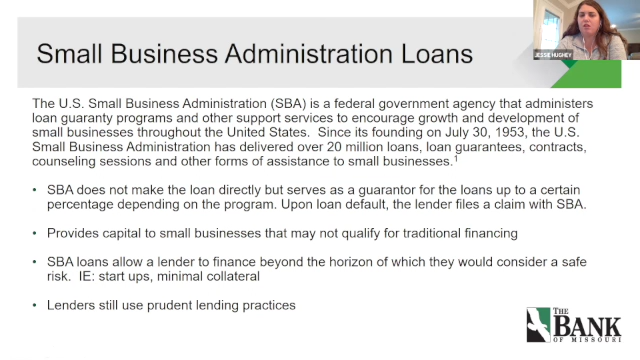 Small Business Administration Loans
JESSIE HUGHEY
The U.S. Small Business Administration (SBA) is a federal government agency that administers
loan guaranty programs and other support services to encourage growth and development of
small businesses throughout the United States.  Since its founding on July 30, 1953, the U.S.
Small Business Administration has delivered over 20 million loans, loan guarantees, contracts,
counseling sessions and other forms of assistance to small businesses.¹
• SBA does not make the loan directly but serves as a guarantor for the loans up to a certain
percentage depending on the program.  Upon loan default, the lender files a claim with SBA.
• Provides capital to small businesses that may not qualify for traditional financing
• SBA loans allow a lender to finance beyond the horizon of which they would consider a safe
risk.  IE: start ups, minimal collateral
• Lenders still use prudent lending practices
THE
BANK
OF MISSOURI